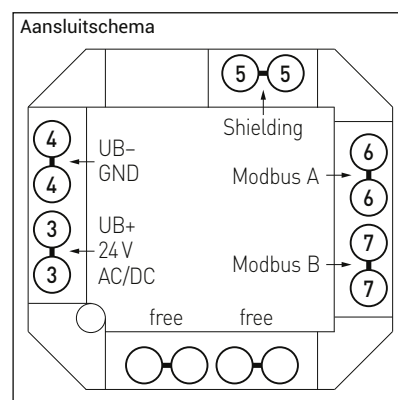 Aansluitschema
5 5
Shielding
4
UB–
GND
4
3
UB+
24 V
AC/DC
3
6
Modbus A
6
7
Modbus B
7
free free